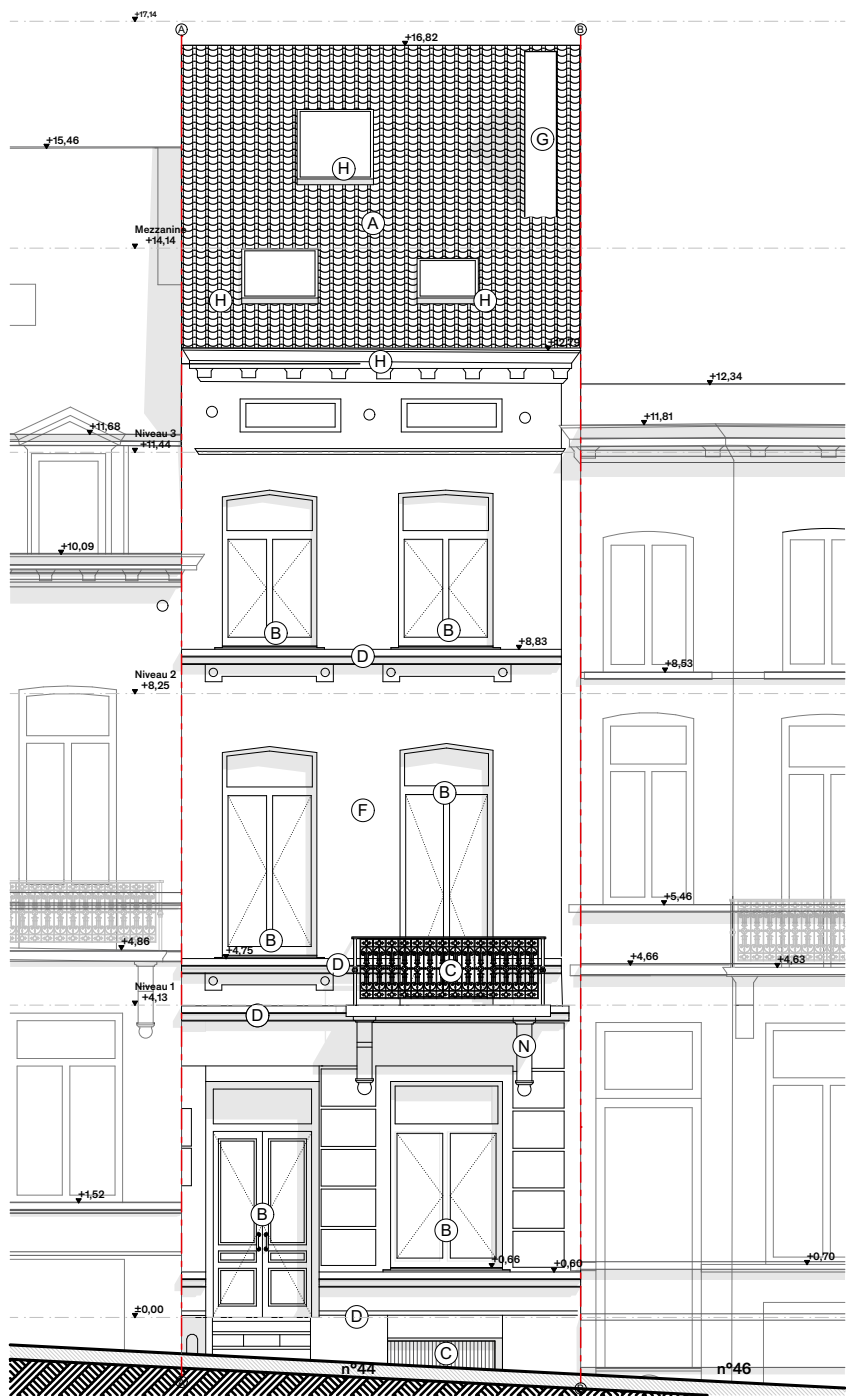 +17,14
A
B
+16,82
G
+15,46
H
A
Mezzanine
+14,14
H
H
+12,79
H
+12,34
+11,81
+11,68
Niveau 3
+11,44
+10,09
B
B
+8,83
D
+8,53
Niveau 2
+8,25
B
F
+5,46
B
+4,86
+4,75
D
C
+4,66
+4,63
Niveau 1
+4,13
D
N
+1,52
B
B
+0,66
+0,60
+0,70
±0,00
D
C
n°44
n°46